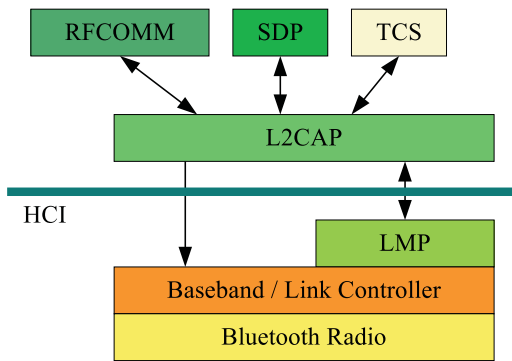 RFCOMM
SDP
TCS
L2CAP
HCI
LMP
Baseband / Link Controller
Bluetooth Radio